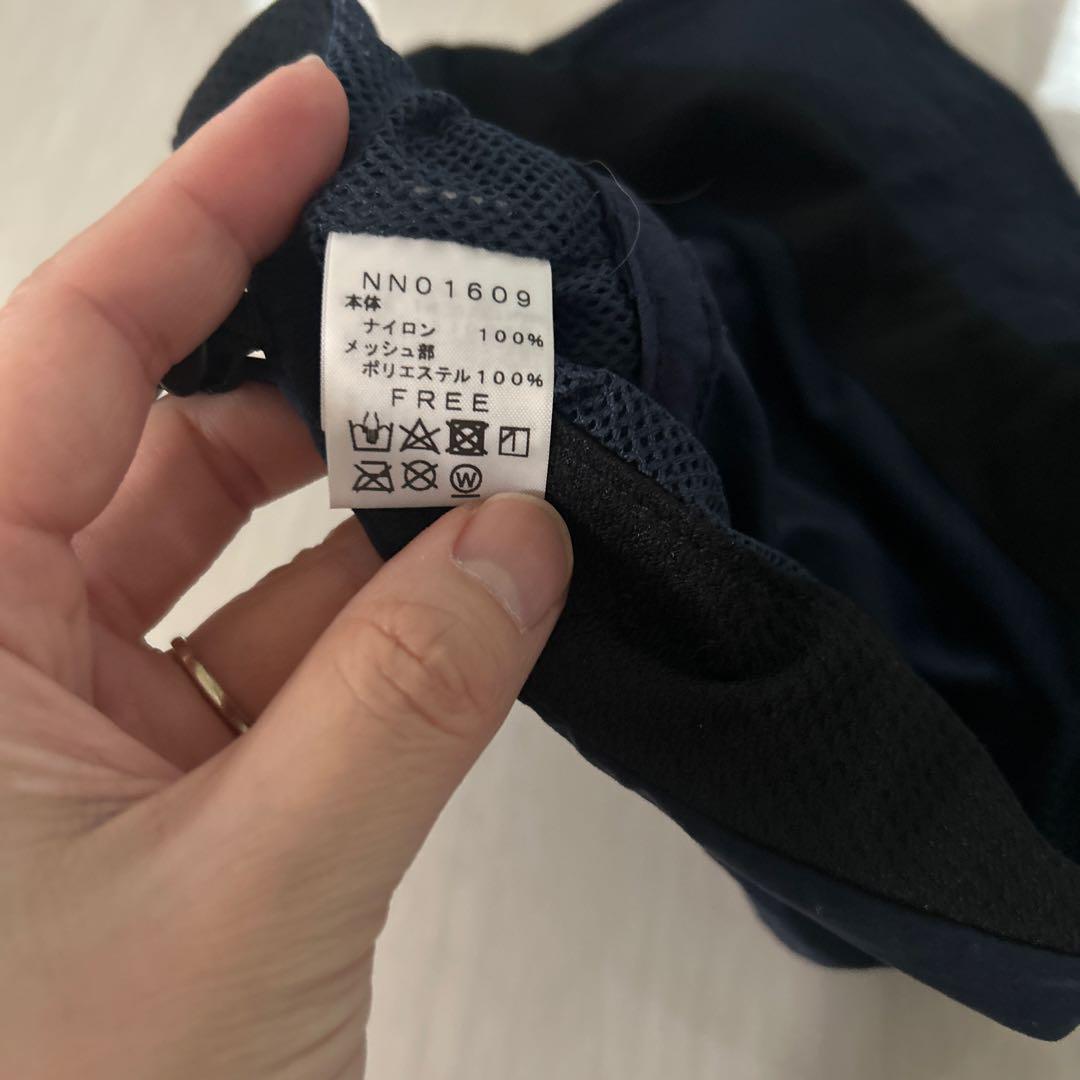 NN01609
本体
ナイロン 100%
メッシュ部
ポリエステル100%
FREE
W